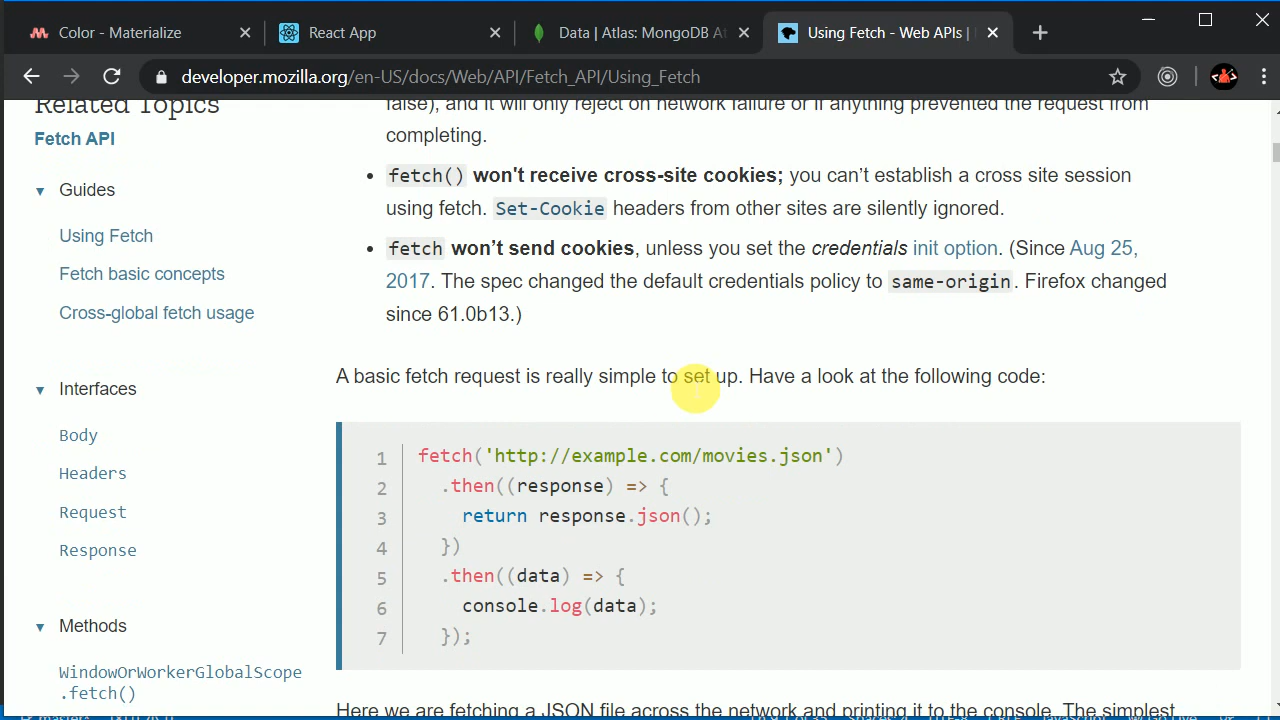 Color - Materialize
React App
Data | Atlas: MongoDB At
Using Fetch - Web APIs |
developer.mozilla.org/en-US/docs/Web/API/Fetch_API/Using_Fetch
Related Topics
Fetch API
Guides
Using Fetch
Fetch basic concepts
Cross-global fetch usage
Interfaces
Body
Headers
Request
Response
Methods
WindowOrWorkerGlobalScope
.fetch()
false), and it will only reject on network failure or if anything prevented the request from
completing.
• fetch() won't receive cross-site cookies; you can’t establish a cross site session
using fetch. Set-Cookie headers from other sites are silently ignored.
• fetch won’t send cookies, unless you set the credentials init option. (Since Aug 25,
2017. The spec changed the default credentials policy to same-origin. Firefox changed
since 61.0b13.)
A basic fetch request is really simple to set up. Have a look at the following code:
1 fetch('http://example.com/movies.json')
2 .then((response) => {
3 return response.json();
4 })
5 .then((data) => {
6 console.log(data);
7 });
Here we are fetching a JSON file across the network and printing it to the console. The simplest